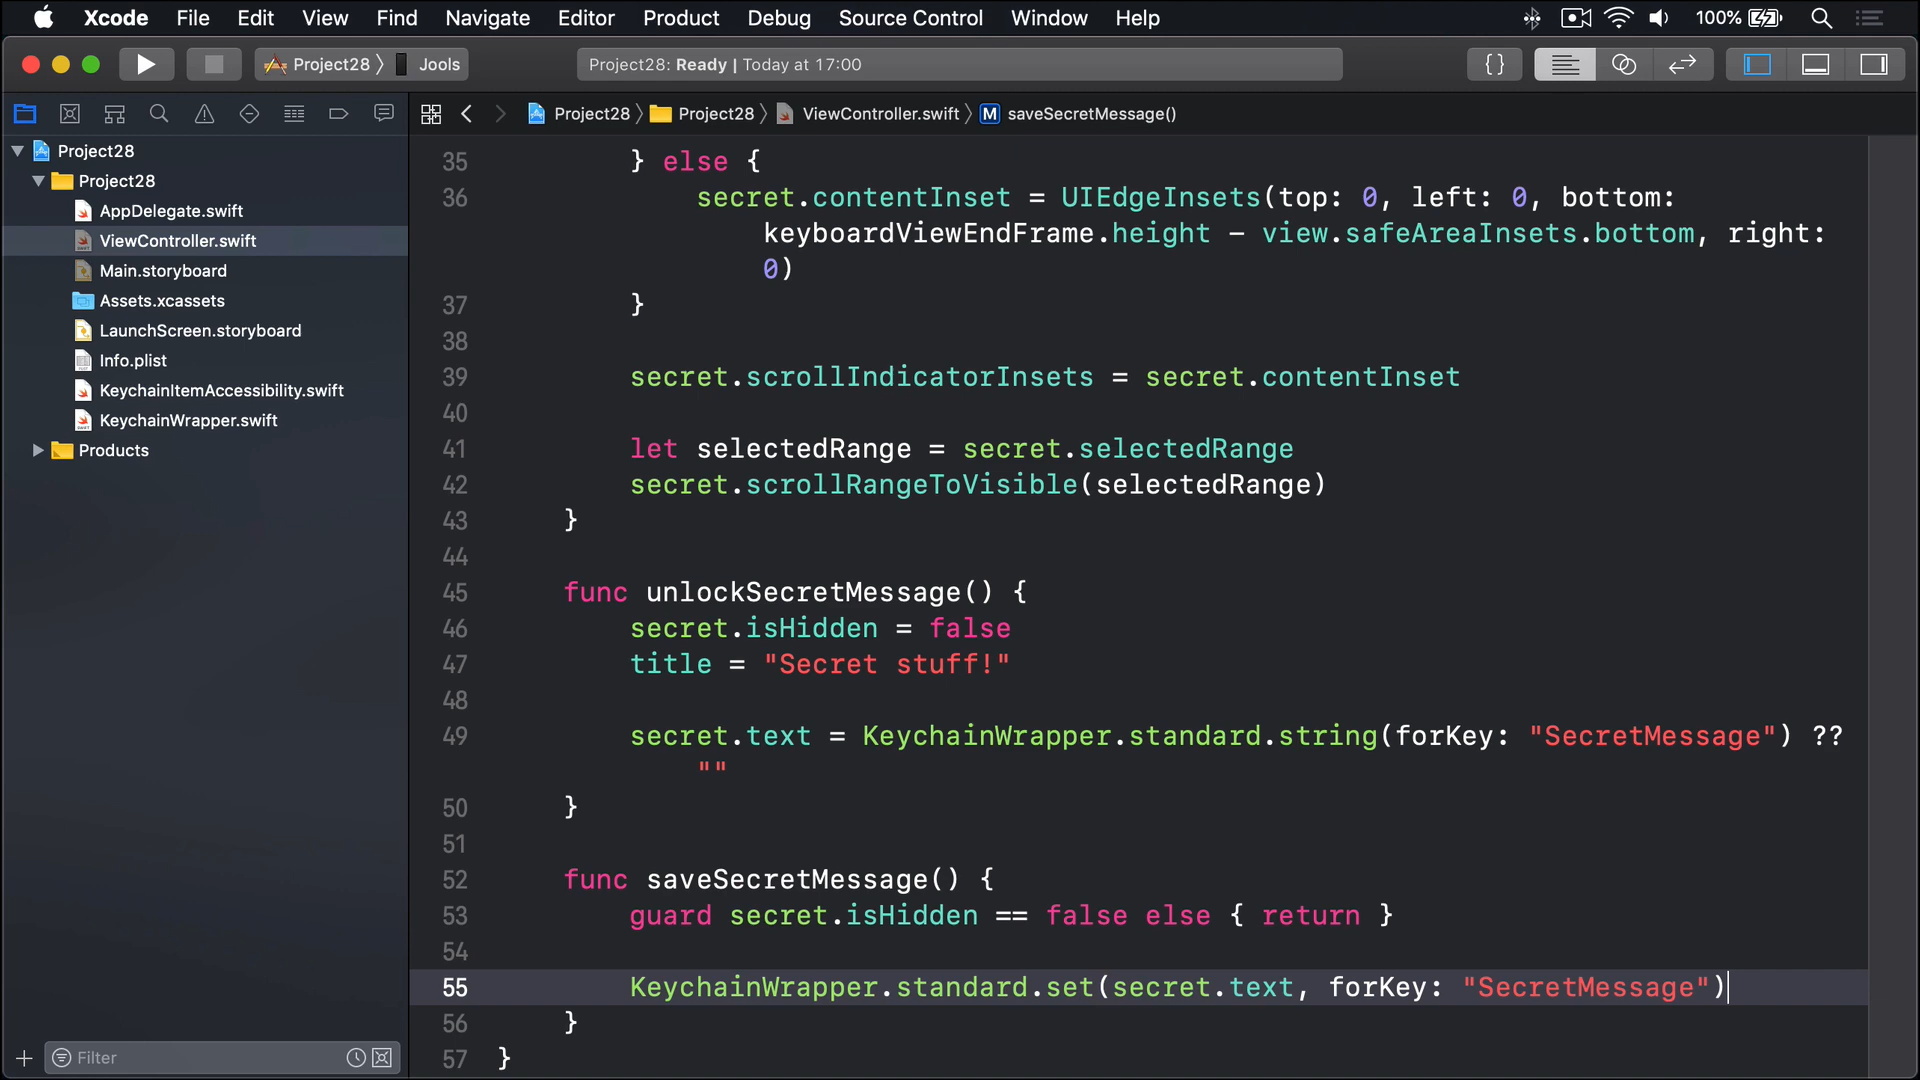 Xcode File Edit View Find Navigate Editor Product Debug Source Control Window Help 100%
Project28 Jools Project28: Ready | Today at 17:00 {}
Project28 Project28 ViewController.swift M saveSecretMessage()
Project28
Project28
AppDelegate.swift
ViewController.swift
Main.storyboard
Assets.xcassets
LaunchScreen.storyboard
Info.plist
KeychainItemAccessibility.swift
KeychainWrapper.swift
Products
Filter
35 } else {
36 secret.contentInset = UIEdgeInsets(top: 0, left: 0, bottom:
keyboardViewEndFrame.height - view.safeAreaInsets.bottom, right:
0)
37 }
38
39 secret.scrollIndicatorInsets = secret.contentInset
40
41 let selectedRange = secret.selectedRange
42 secret.scrollRangeToVisible(selectedRange)
43 }
44
45 func unlockSecretMessage() {
46 secret.isHidden = false
47 title = "Secret stuff!"
48
49 secret.text = KeychainWrapper.standard.string(forKey: "SecretMessage") ??
""
50 }
51
52 func saveSecretMessage() {
53 guard secret.isHidden == false else { return }
54
55 KeychainWrapper.standard.set(secret.text, forKey: "SecretMessage")
56 }
57 }